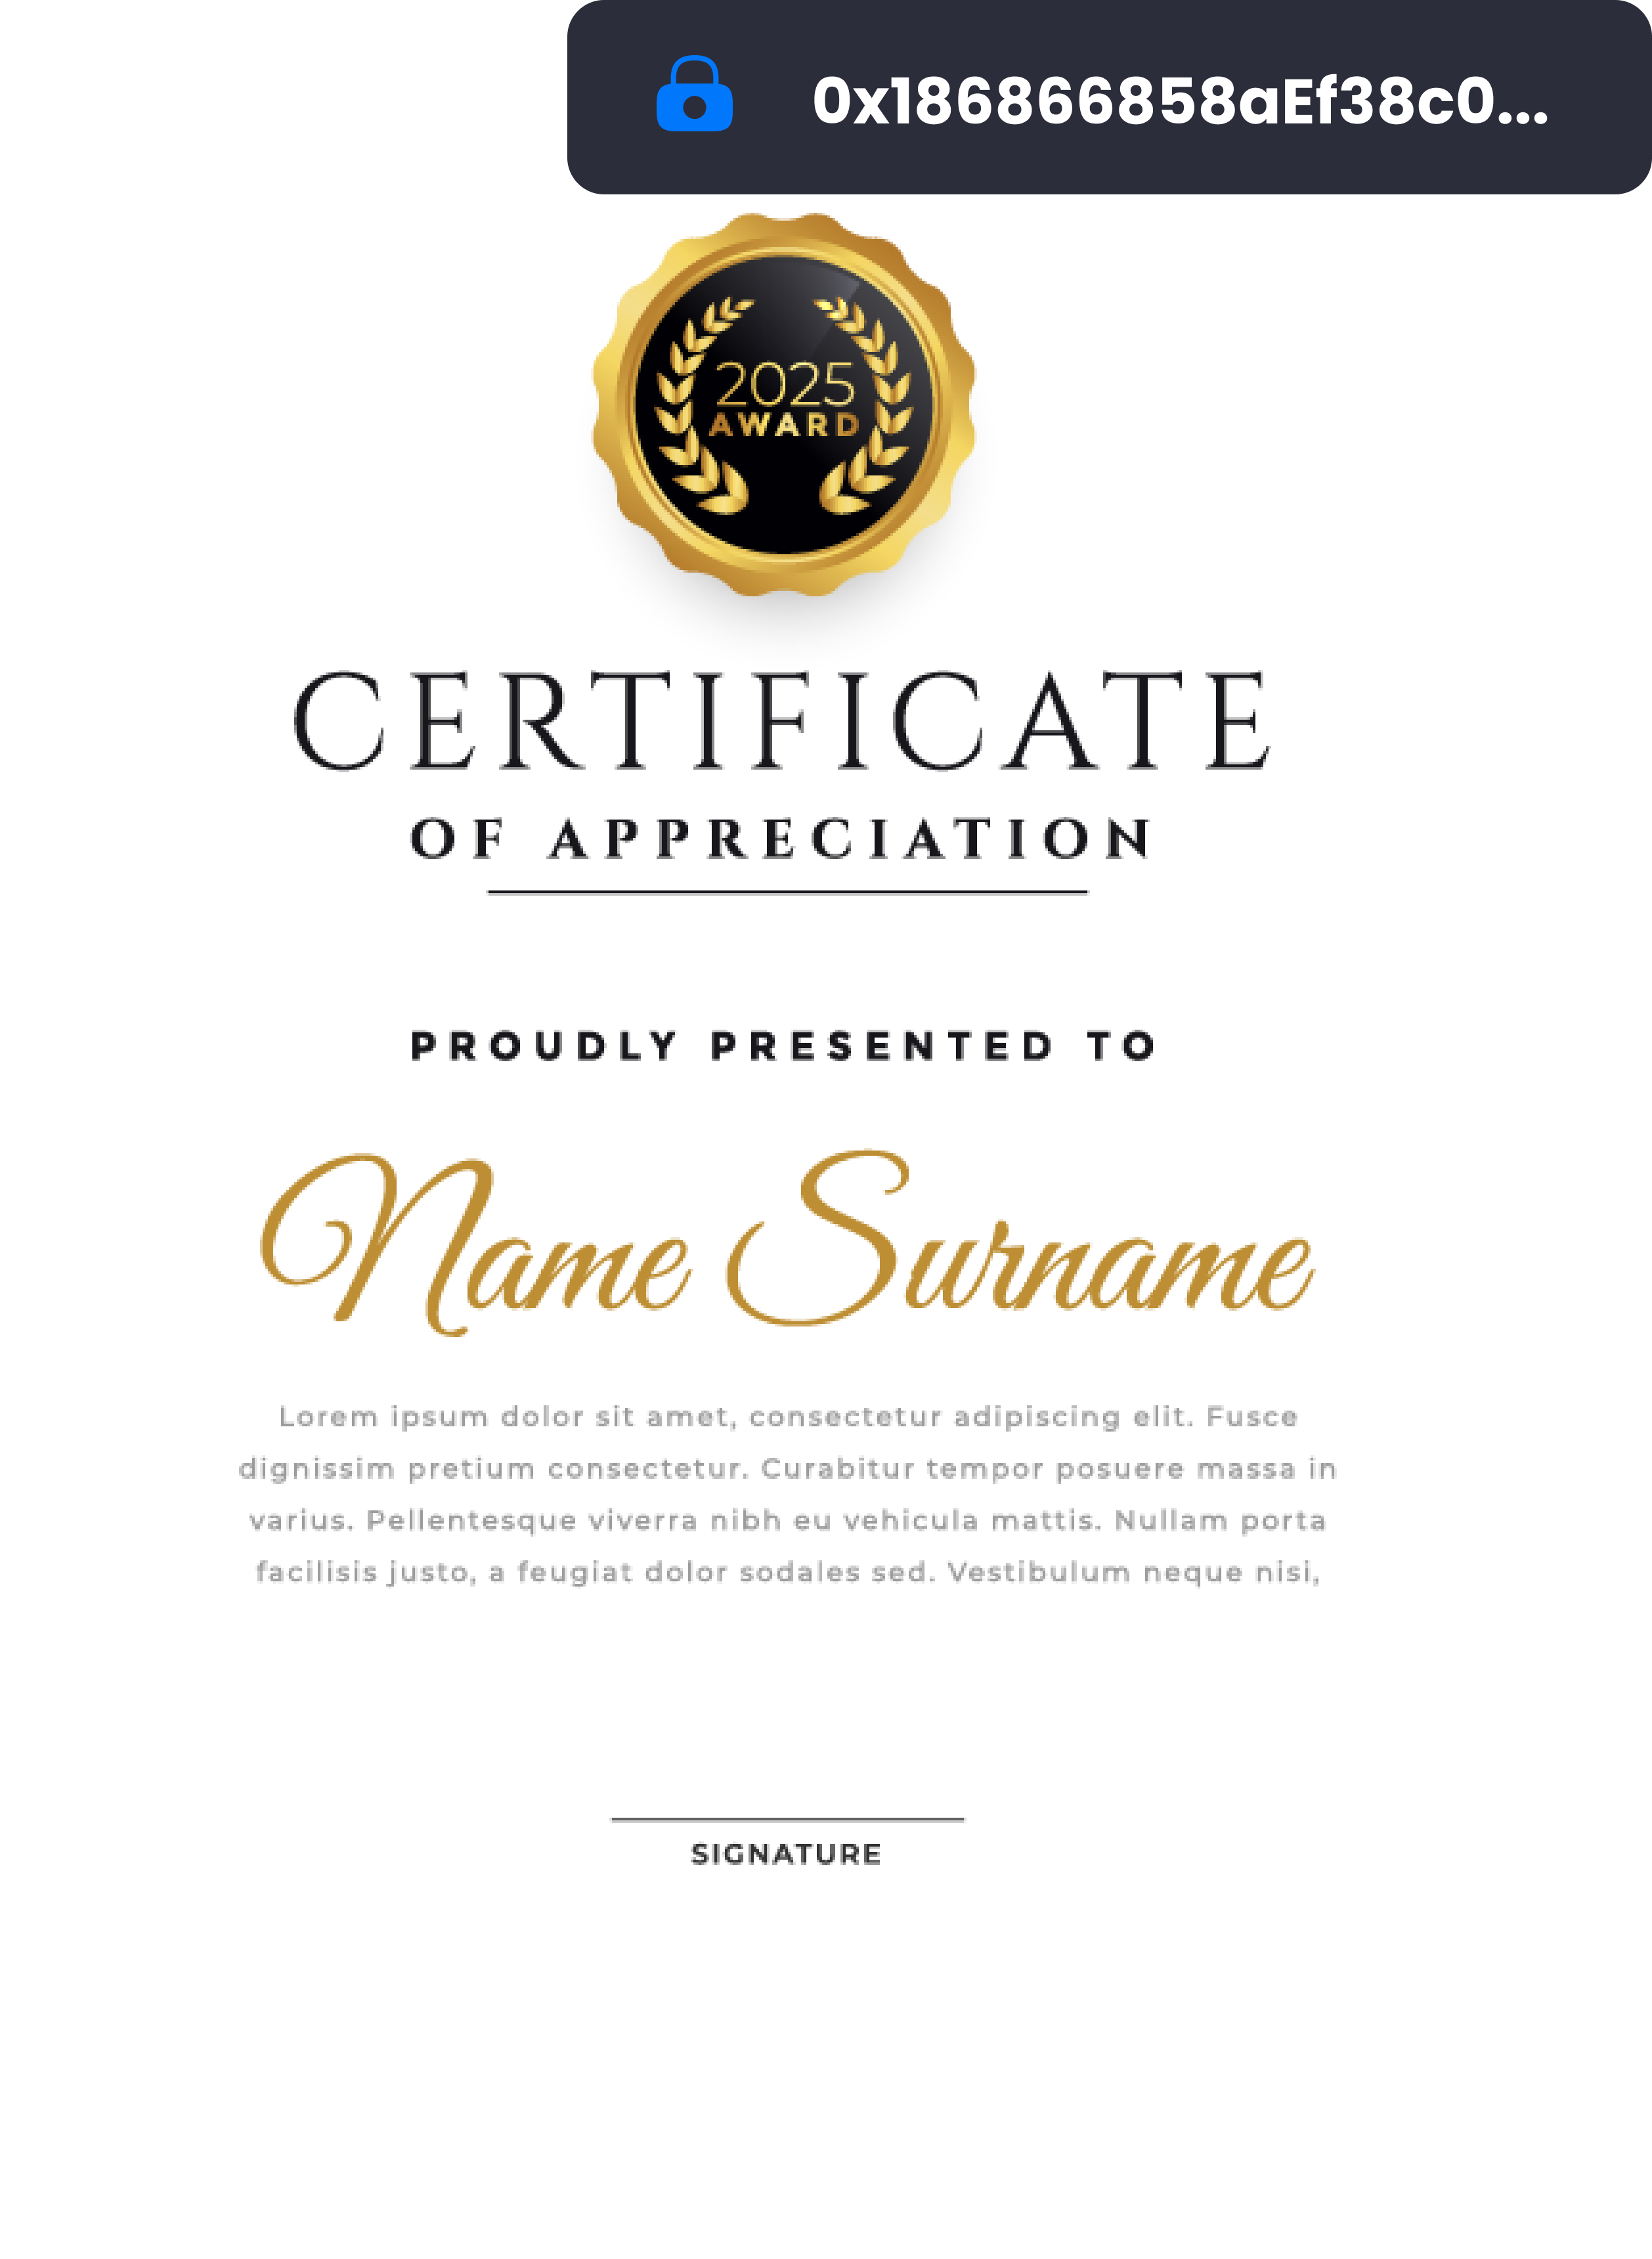 0x186866858aEf38c0...
2025
AWARD
CERTIFICATE
OF APPRECIATION
PROUDLY PRESENTED TO
Name Surname
Lorem ipsum dolor sit amet, consectetur adipiscing elit. Fusce
dignissim pretium consectetur. Curabitur tempor posuere massa in
varius. Pellentesque viverra nibh eu vehicula mattis. Nullam porta
facilisis justo, a feugiat dolor sodales sed. Vestibulum neque nisi,
SIGNATURE